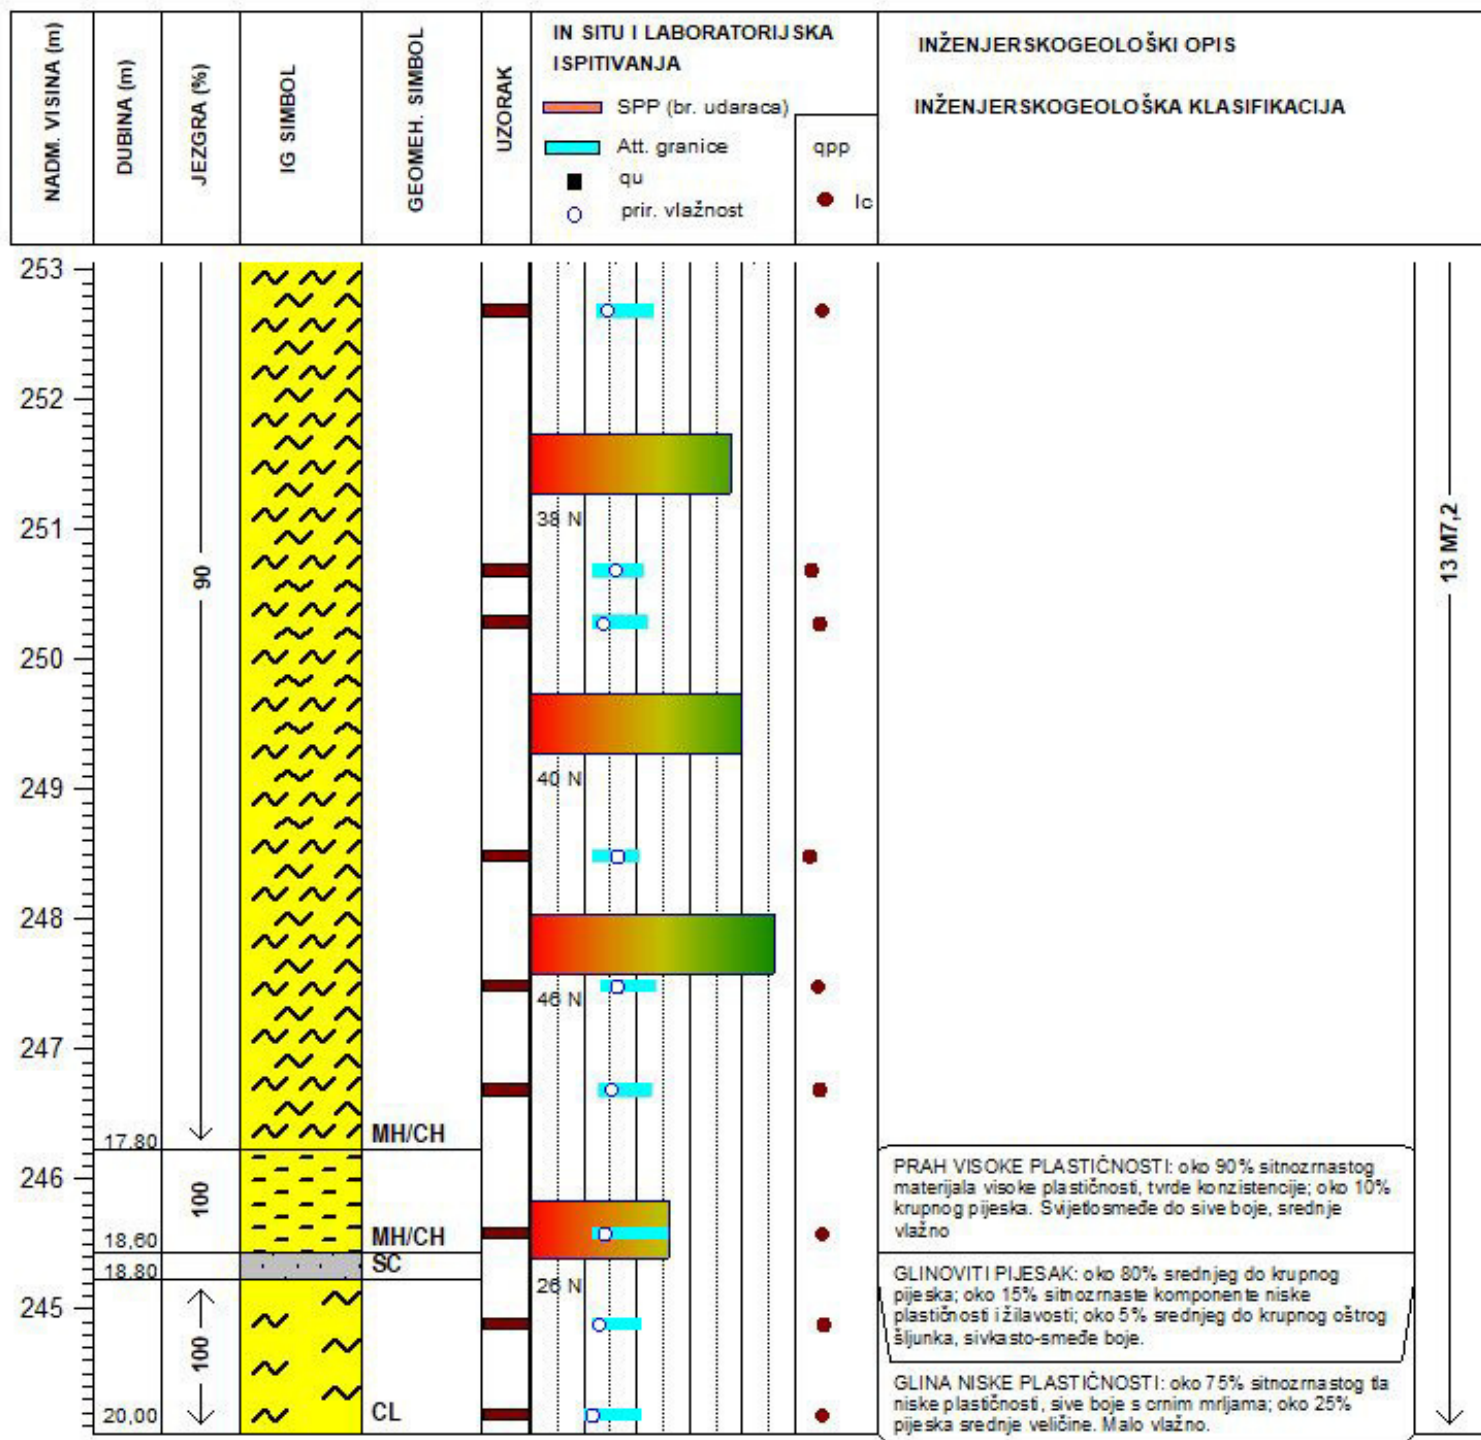 NADM. VISINA (m)
DUBINA (m)
JEZGRA (%)
IG SIMBOL
GEOMEH. SIMBOL
UZORAK
IN SITU I LABORATORIJSKA
ISPITIVANJA
SPP (br. udaraca)
Att. granice
qu
prir. vlažnost
qpp
Ic
INŽENJERSKOGEOLOŠKI OPIS
INŽENJERSKOGEOLOŠKA KLASIFIKACIJA
253
252
251
250
249
248
247
246
245
90
100
100
17,80
18,60
18,80
20,00
MH/CH
MH/CH
SC
CL
38 N
40 N
46 N
26 N
PRAH VISOKE PLASTIČNOSTI: oko 90% sitnozrnastog
materijala visoke plastičnosti, tvrde konzistencije; oko 10%
krupnog pijeska. Svijetlosmeđe do sive boje, srednje
vlažno
GLINOVITI PIJESAK: oko 80% srednjeg do krupnog
pijeska; oko 15% sitnozrnaste komponente niske
plastičnosti i žilavosti; oko 5% srednjeg do krupnog oštrog
šljunka, sivkasto-smeđe boje.
GLINA NISKE PLASTIČNOSTI: oko 75% sitnozrnastog tla
niske plastičnosti, sive boje s crnim mrljama; oko 25%
pijeska srednje veličine. Malo vlažno.
13 M7,2